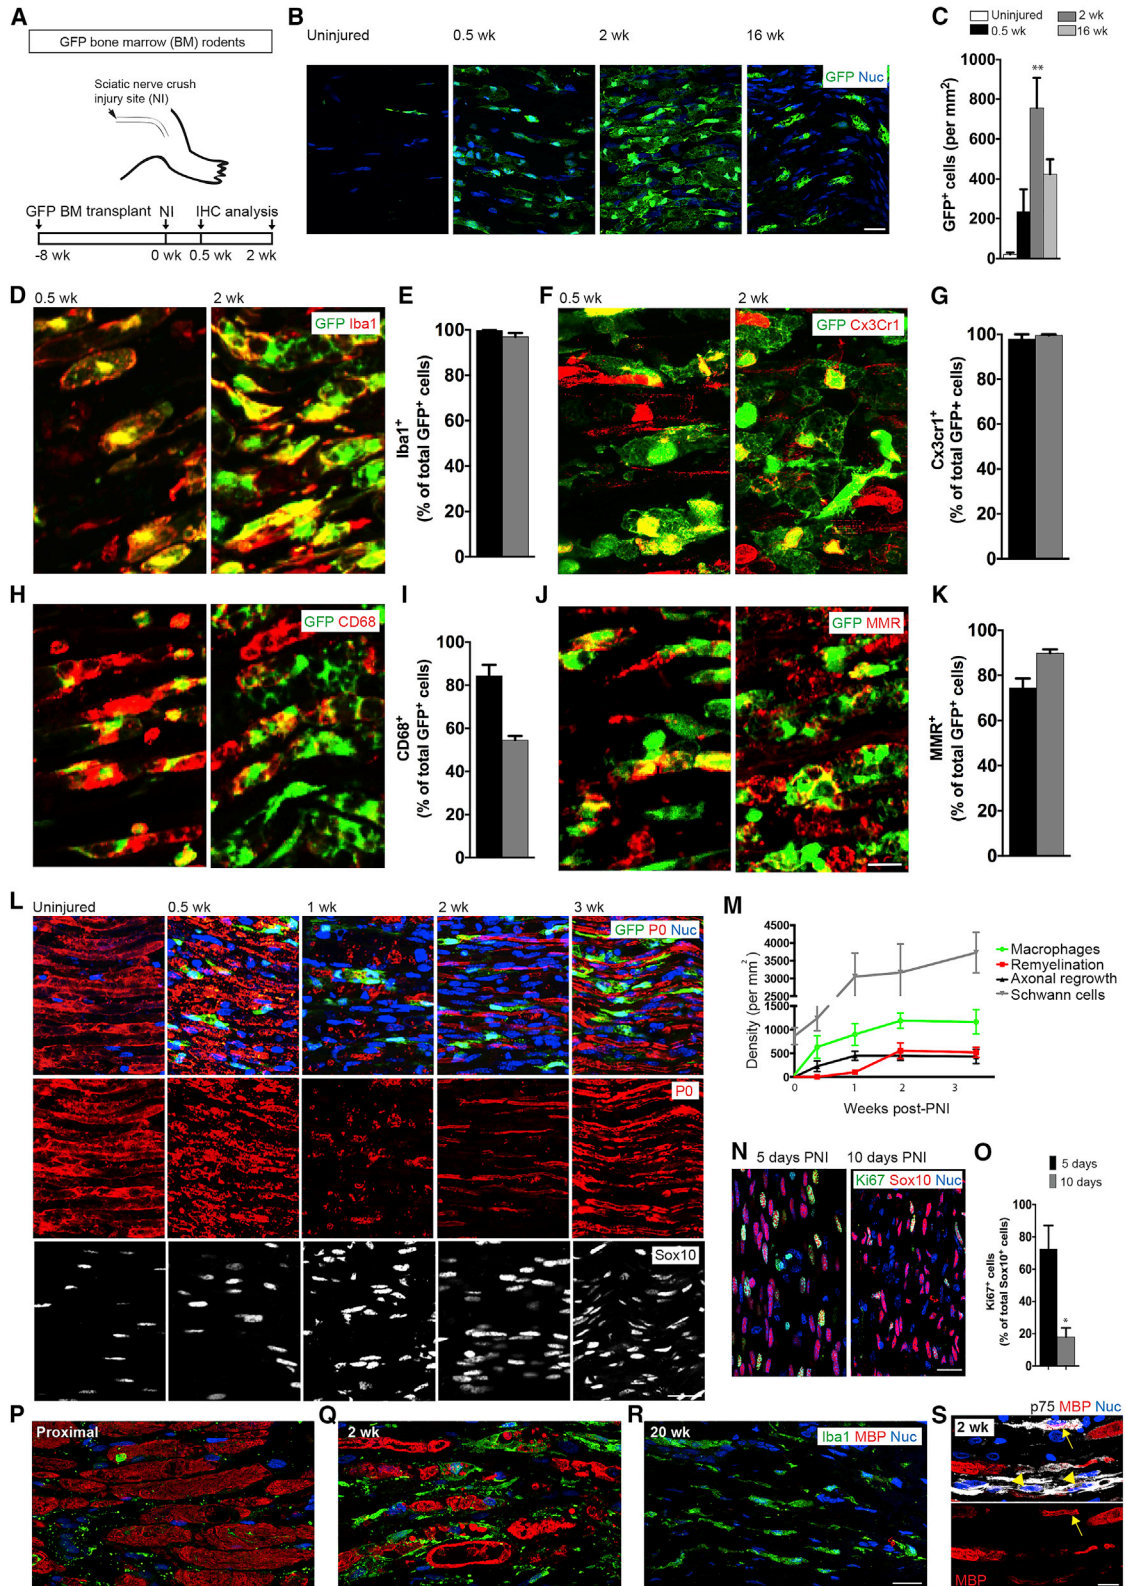 A
GFP bone marrow (BM) rodents
Sciatic nerve crush
injury site (NI)
GFP BM transplant NI IHC analysis
-8 wk 0 wk 0.5 wk 2 wk
B
Uninjured 0.5 wk 2 wk 16 wk
GFP Nuc
C
Uninjured 2 wk
0.5 wk 16 wk
GFP+ cells (per mm2)
1000
800
600
400
200
0
**
D
0.5 wk 2 wk
GFP Iba1
E
Iba1+
(% of total GFP+ cells)
100
80
60
40
20
0
F
0.5 wk 2 wk
GFP Cx3Cr1
G
Cx3cr1+
(% of total GFP+ cells)
100
80
60
40
20
0
H
GFP CD68
I
CD68+
(% of total GFP+ cells)
100
80
60
40
20
0
J
GFP MMR
K
MMR+
(% of total GFP+ cells)
100
80
60
40
20
0
L
Uninjured 0.5 wk 1 wk 2 wk 3 wk
GFP P0 Nuc
P0
Sox10
M
Density (per mm2)
4500
4000
3500
3000
2500
1500
1000
500
0
0 1 2 3
Weeks post-PNI
Macrophages
Remyelination
Axonal regrowth
Schwann cells
N
5 days PNI 10 days PNI
Ki67 Sox10 Nuc
O
5 days
10 days
Ki67+ cells
(% of total Sox10+ cells)
100
80
60
40
20
0
*
P
Proximal
Q
2 wk
R
20 wk
Iba1 MBP Nuc
S
p75 MBP Nuc
2 wk
MBP